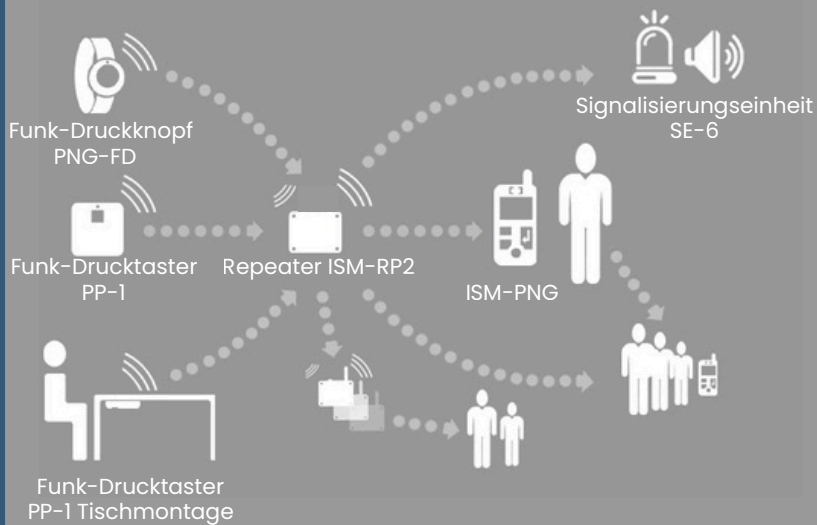 Funk-Druckknopf
PNG-FD
Signalisierungseinheit
SE-6
Funk-Drucktaster
PP-1
Repeater ISM-RP2
ISM-PNG
Funk-Drucktaster
PP-1 Tischmontage